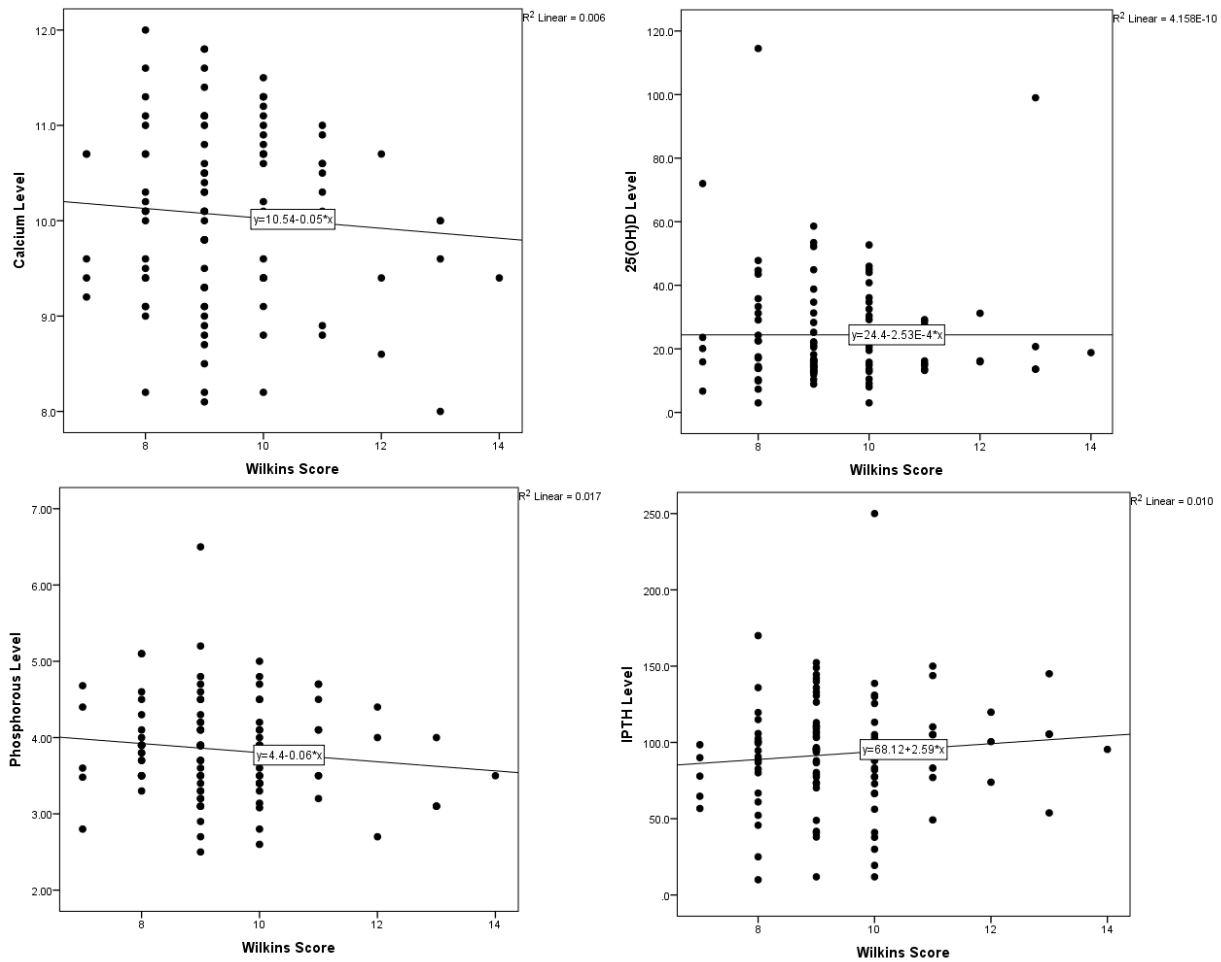 R2 Linear = 0.006
12.0
11.0
10.0
9.0
8.0
Calcium Level
y=10.54-0.05*x
8
10
12
14
Wilkins Score
R2 Linear = 4.158E-10
120.0
100.0
80.0
60.0
40.0
20.0
.0
25(OH)D Level
y=24.4-2.53E-4*x
8
10
12
14
Wilkins Score
R2 Linear = 0.017
7.00
6.00
5.00
4.00
3.00
2.00
Phosphorous Level
y=4.4-0.06*x
8
10
12
14
Wilkins Score
R2 Linear = 0.010
250.0
200.0
150.0
100.0
50.0
.0
IPTH Level
y=68.12+2.59*x
8
10
12
14
Wilkins Score